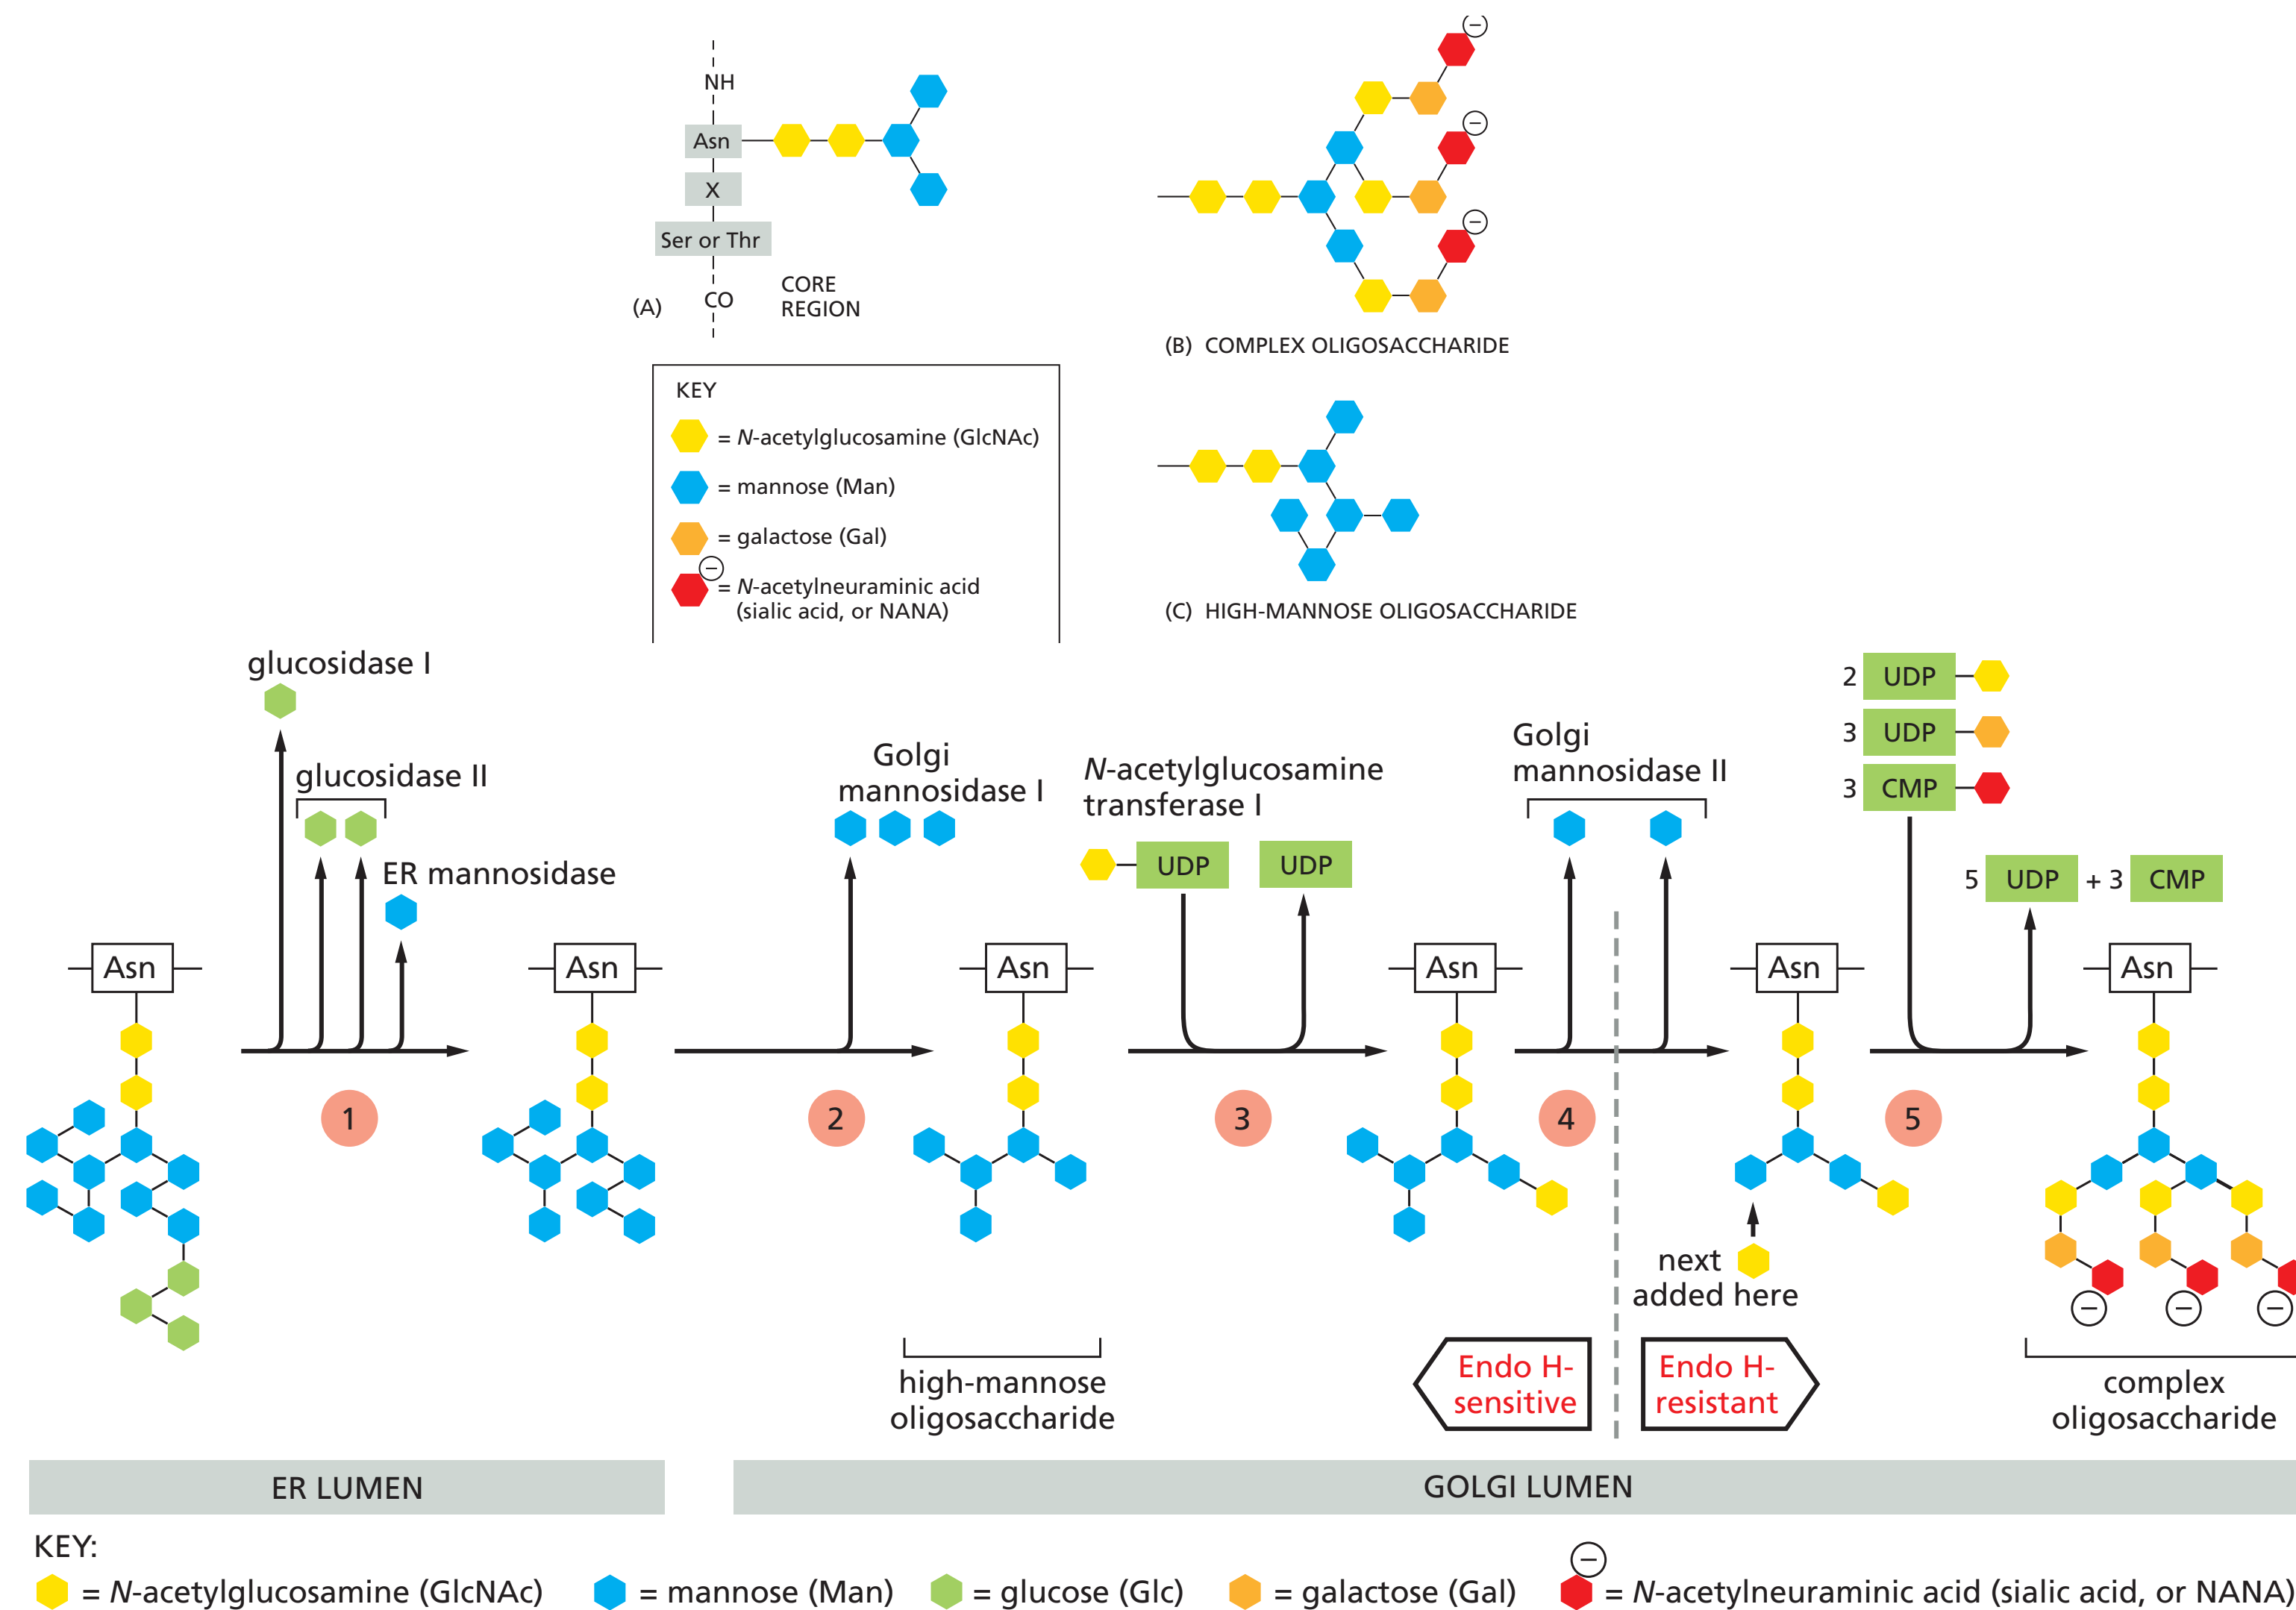 NH
Asn
X
Ser or Thr
CO
(A)
CORE
REGION
(B) COMPLEX OLIGOSACCHARIDE
(C) HIGH-MANNOSE OLIGOSACCHARIDE
KEY
= N-acetylglucosamine (GlcNAc)
= mannose (Man)
= galactose (Gal)
= N-acetylneuraminic acid
(sialic acid, or NANA)
glucosidase I
glucosidase II
ER mannosidase
Golgi
mannosidase I
N-acetylglucosamine
transferase I
UDP
UDP
Golgi
mannosidase II
2 UDP
3 UDP
3 CMP
5 UDP + 3 CMP
Asn
Asn
Asn
Asn
Asn
Asn
1
2
3
4
5
next
added here
high-mannose
oligosaccharide
Endo H-
sensitive
Endo H-
resistant
complex
oligosaccharide
ER LUMEN
GOLGI LUMEN
KEY:
= N-acetylglucosamine (GlcNAc)
= mannose (Man)
= glucose (Glc)
= galactose (Gal)
= N-acetylneuraminic acid (sialic acid, or NANA)